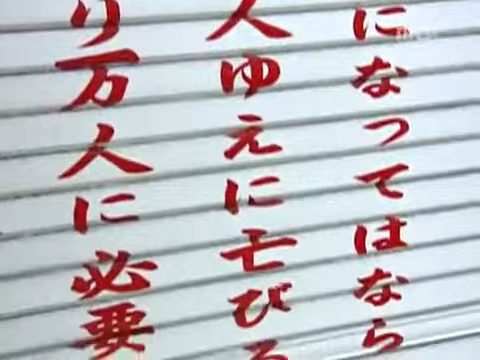 になってはなら
人ゆえに亡びる
り万人に必要